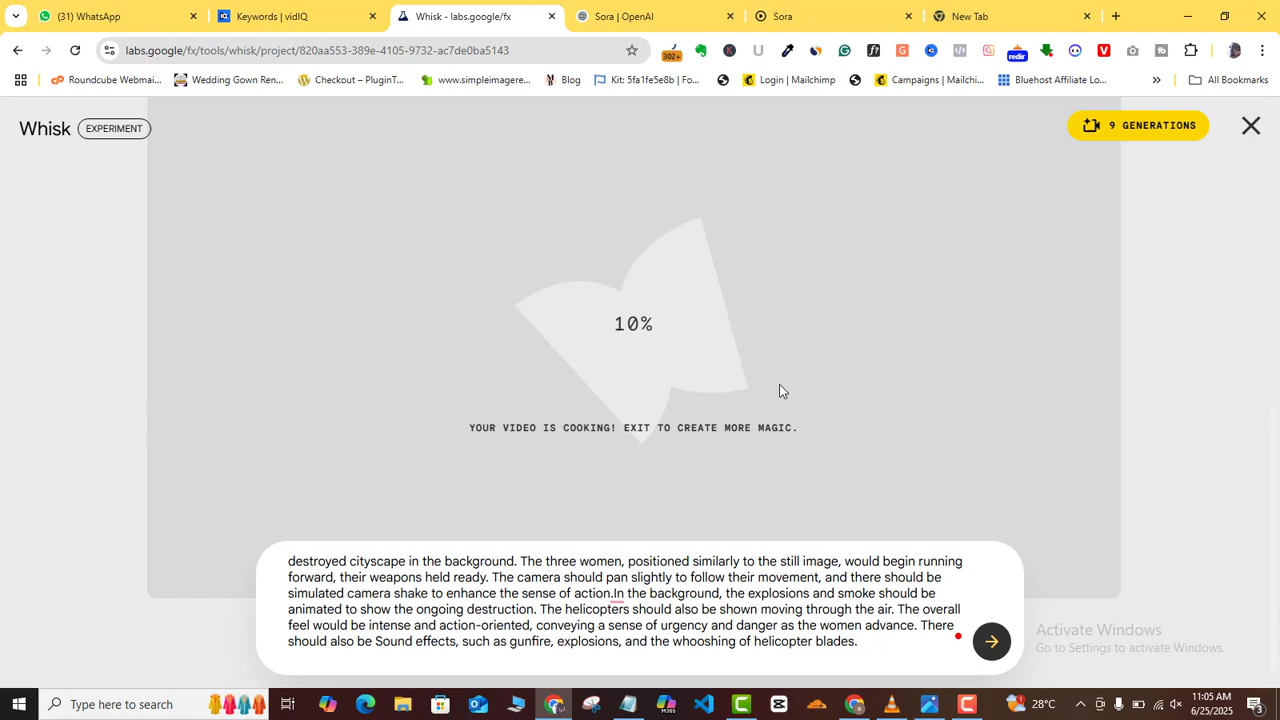 (31) WhatsApp
Keywords | vidIQ
Whisk - labs.google/fx
Sora | OpenAI
Sora
New Tab
labs.google/fx/tools/whisk/project/820aa553-389e-4105-9732-ac7de0ba5143
302+
redir
Roundcube Webmai...
Wedding Gown Ren...
Checkout – PluginT...
www.simpleimagere...
Blog
Kit: 5fa1fe5e8b | Fo...
Login | Mailchimp
Campaigns | Mailchi...
Bluehost Affiliate Lo...
All Bookmarks
Whisk
EXPERIMENT
9 GENERATIONS
10%
YOUR VIDEO IS COOKING! EXIT TO CREATE MORE MAGIC.
destroyed cityscape in the background. The three women, positioned similarly to the still image, would begin running
forward, their weapons held ready. The camera should pan slightly to follow their movement, and there should be
simulated camera shake to enhance the sense of action.In the background, the explosions and smoke should be
animated to show the ongoing destruction. The helicopters should also be shown moving through the air. The overall
feel would be intense and action-oriented, conveying a sense of urgency and danger as the women advance. There
should also be Sound effects, such as gunfire, explosions, and the whooshing of helicopter blades.
Activate Windows
Go to Settings to activate Windows.
Type here to search
M365
28°C
11:05 AM
6/25/2025
3